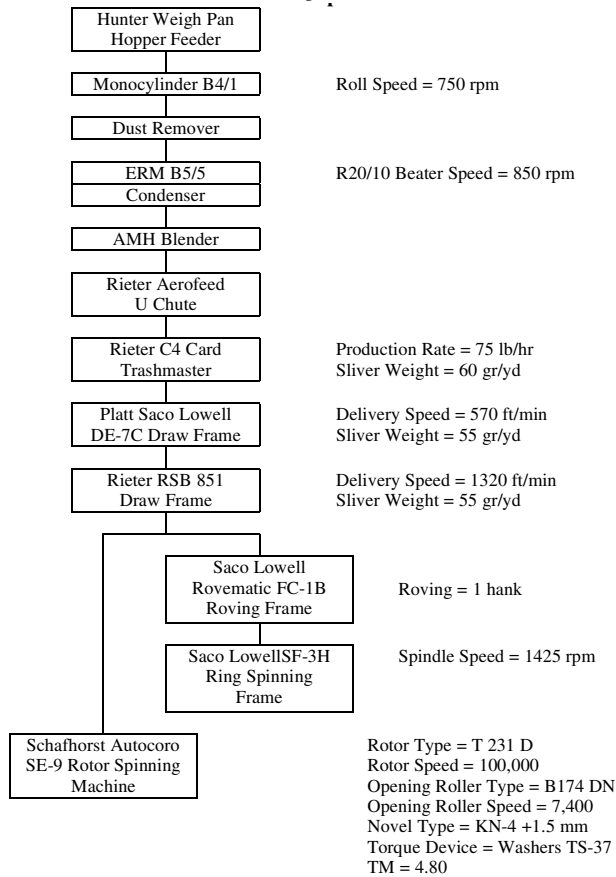 Hunter Weigh Pan
Hopper Feeder
Monocylinder B4/1
Roll Speed = 750 rpm
Dust Remover
ERM B5/5
R20/10 Beater Speed = 850 rpm
Condenser
AMH Blender
Rieter Aerofeed
U Chute
Rieter C4 Card
Trashmaster
Production Rate = 75 lb/hr
Sliver Weight = 60 gr/yd
Platt Saco Lowell
DE-7C Draw Frame
Delivery Speed = 570 ft/min
Sliver Weight = 55 gr/yd
Rieter RSB 851
Draw Frame
Delivery Speed = 1320 ft/min
Sliver Weight = 55 gr/yd
Saco Lowell
Rovematic FC-1B
Roving Frame
Roving = 1 hank
Saco LowellSF-3H
Ring Spinning
Frame
Spindle Speed = 1425 rpm
Schafhorst Autocoro
SE-9 Rotor Spinning
Machine
Rotor Type = T 231 D
Rotor Speed = 100,000
Opening Roller Type = B174 DN
Opening Roller Speed = 7,400
Novel Type = KN-4 +1.5 mm
Torque Device = Washers TS-37
TM = 4.80